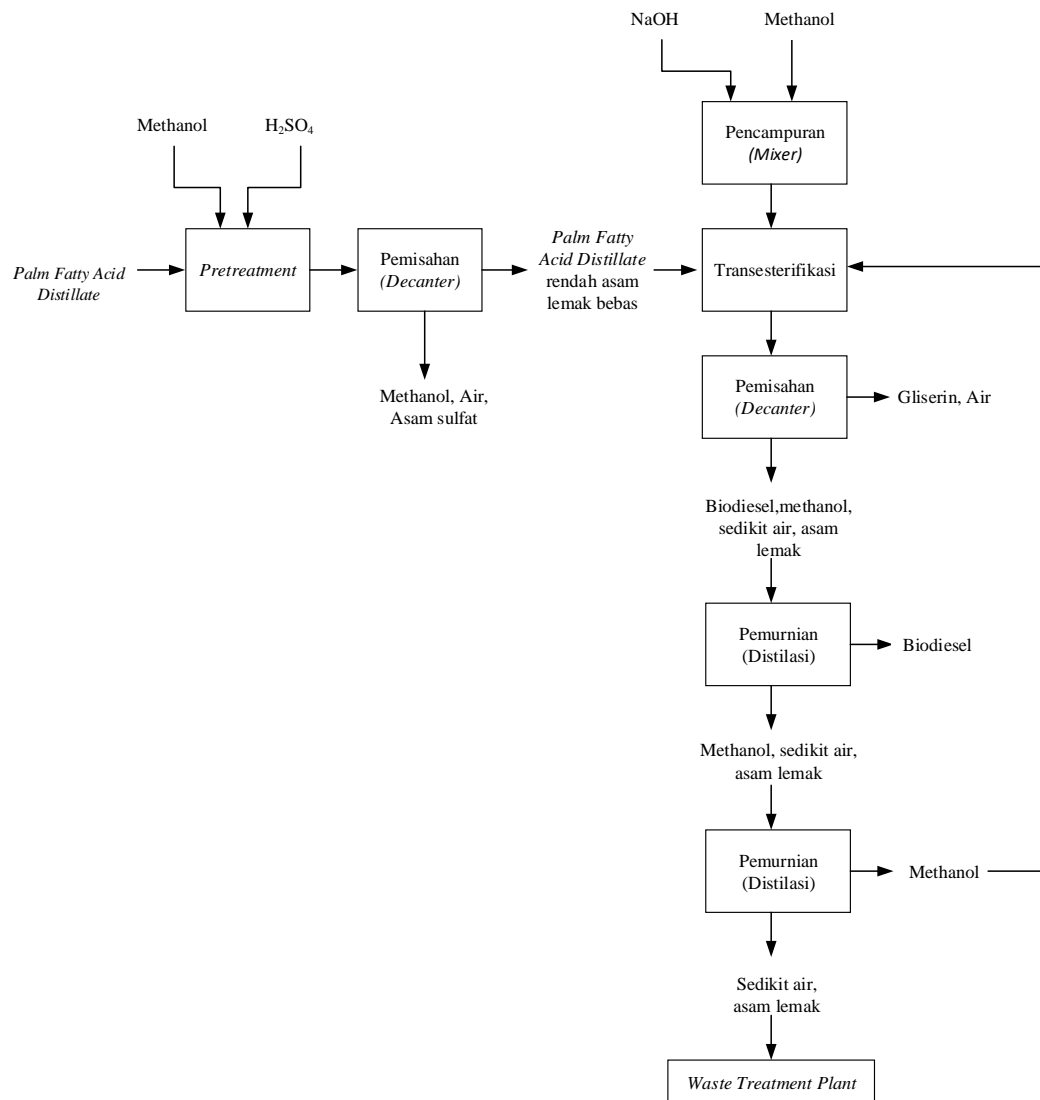 NaOH
Methanol
Methanol
H₂SO₄
Pencampuran
(Mixer)
Palm Fatty Acid
Distillate
Pretreatment
Pemisahan
(Decanter)
Palm Fatty
Acid Distillate
rendah asam
lemak bebas
Transesterifikasi
Methanol, Air,
Asam sulfat
Pemisahan
(Decanter)
Gliserin, Air
Biodiesel,methanol,
sedikit air, asam
lemak
Pemurnian
(Distilasi)
Biodiesel
Methanol, sedikit air,
asam lemak
Pemurnian
(Distilasi)
Methanol
Sedikit air,
asam lemak
Waste Treatment Plant